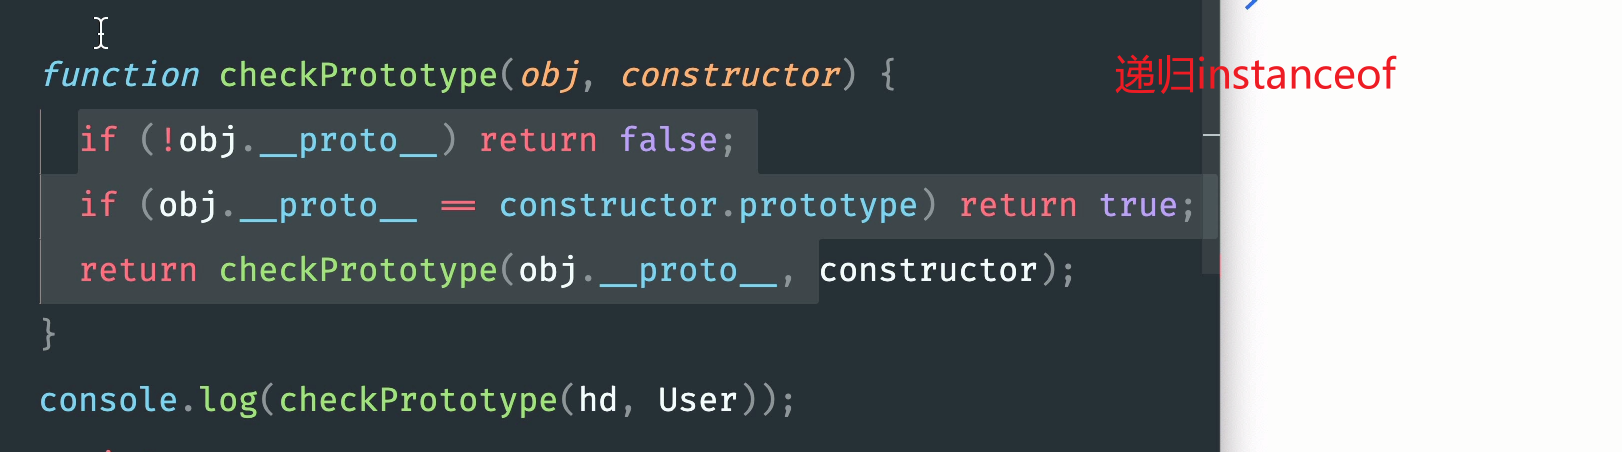 function checkPrototype(obj, constructor) {
递归instanceof
if (!obj.__proto__) return false;
if (obj.__proto__ == constructor.prototype) return true;
return checkPrototype(obj.__proto__, constructor);
}
console.log(checkPrototype(hd, User));